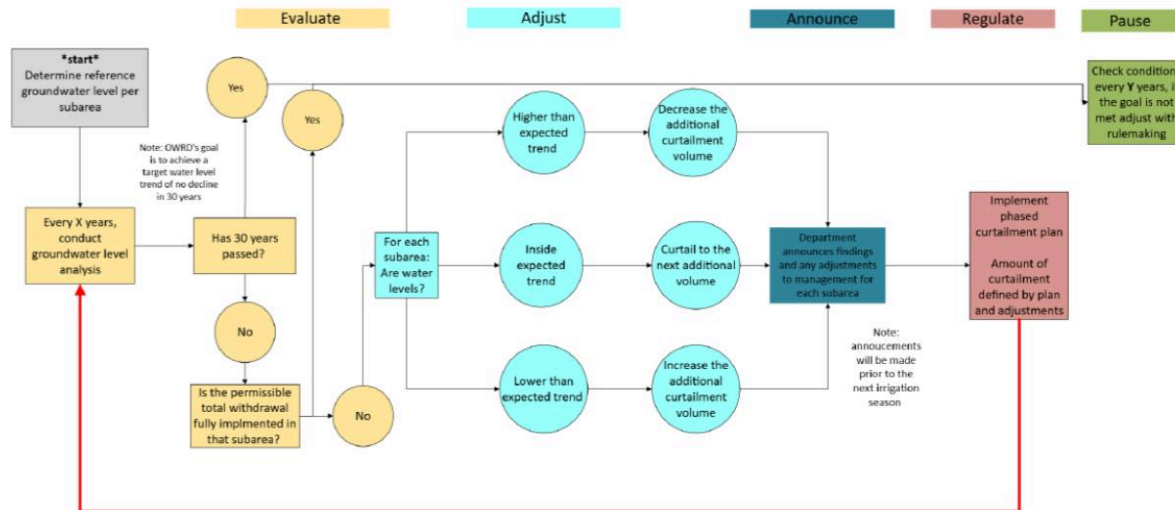 Evaluate
Adjust
Announce
Regulate
Pause
*start*
Determine reference
groundwater level per
subarea
Note: OWRD's goal
is to achieve a
target water level
trend of no decline
in 30 years
Every X years,
conduct
groundwater level
analysis
Yes
Yes
Has 30 years
passed?
No
Is the permissible
total withdrawal
fully implmented in
that subarea?
No
For each
subarea:
Are water
levels?
Higher than
expected
trend
Decrease the
additional
curtailment
volume
Inside
expected
trend
Curtail to the
next additional
volume
Lower than
expected trend
Increase the
additional
curtailment
volume
Department
announces findings
and any adjustments
to management for
each subarea
Note:
annoucements
will be made
prior to the
next irrigation
season
Implement
phased
curtailment plan
Amount of
curtailment
defined by plan
and adjustments
Check condition
every Y years, i
the goal is not
met adjust with
rulemaking